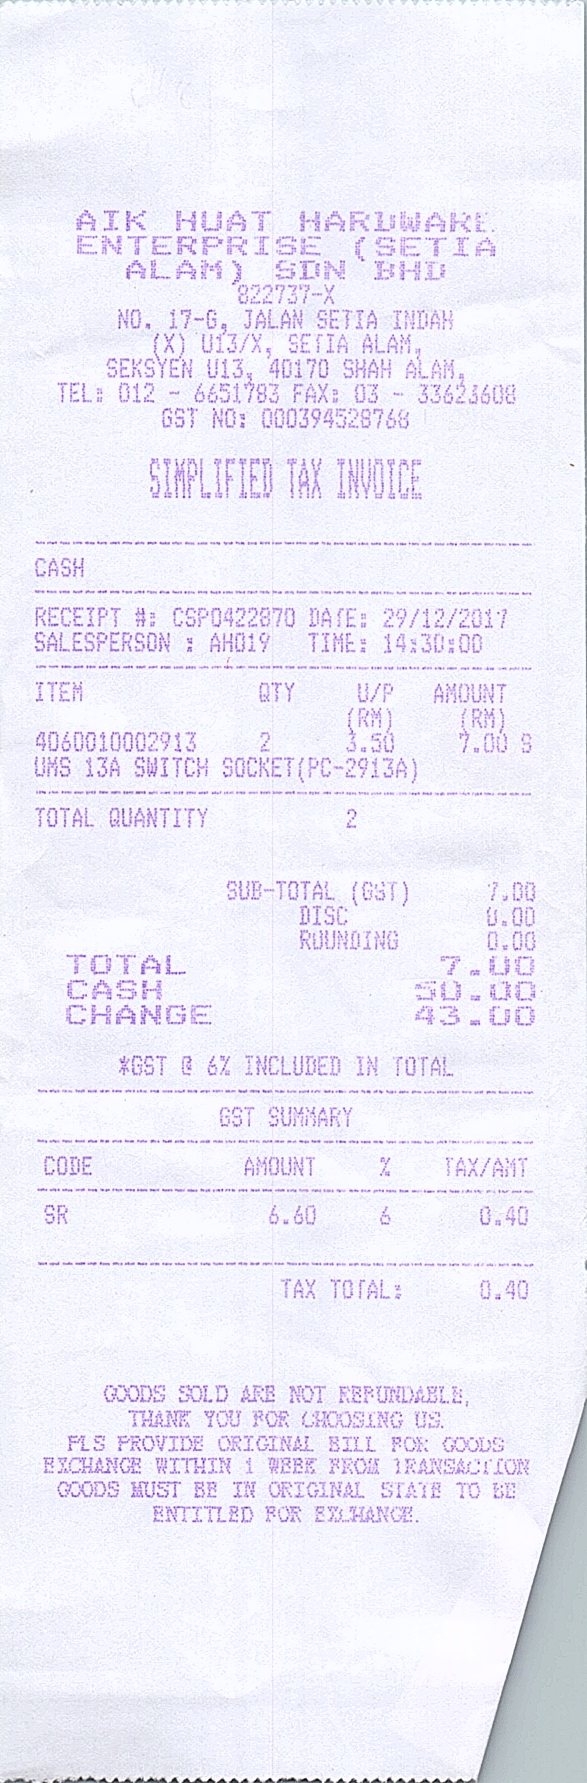 AIK HUAT HARDWARE
ENTERPRISE (SETIA
ALAM) SDN BHD
822737-X
NO. 17-G, JALAN SETIA INDAH
(X) U13/X, SETIA ALAM,
SEKSYEN U13, 40170 SHAH ALAM,
TEL: 012 - 6651783 FAX: 03 - 33623608
GST NO: 000394528768
SIMPLIFIED TAX INVOICE
CASH
RECEIPT #: CSP0422870 DATE: 29/12/2017
SALESPERSON : AH019 TIME: 14:30:00
ITEM QTY U/P AMOUNT
(RM) (RM)
4D60010002913 2 3.50 7.00 S
UMS 13A SWITCH SOCKET(PC-2913A)
TOTAL QUANTITY 2
SUB-TOTAL (GST) 7.00
DISC 0.00
ROUNDING 0.00
TOTAL 7.00
CASH 50.00
CHANGE 43.00
*GST @ 6% INCLUDED IN TOTAL
GST SUMMARY
CODE AMOUNT % TAX/AMT
SR 6.60 6 0.40
TAX TOTAL: 0.40
GOODS SOLD ARE NOT REFUNDABLE,
THANK YOU FOR CHOOSING US.
PLS PROVIDE ORIGINAL BILL FOR GOODS
EXCHANGE WITHIN 1 WEEK FROM TRANSACTION
GOODS MUST BE IN ORIGINAL STATE TO BE
ENTITLED FOR EXCHANGE.